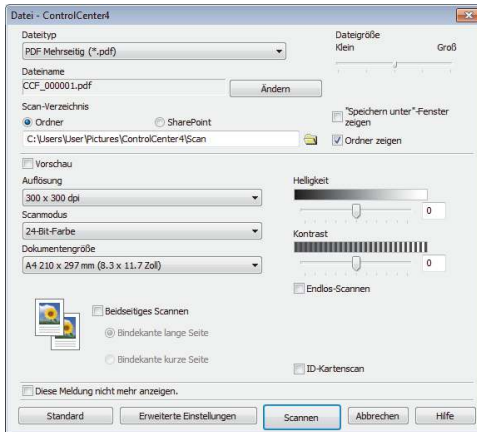 Datei - ControlCenter4
Dateityp
PDF Mehrseitig (*.pdf)
Dateigröße
Klein Groß
Dateiname
CCF_000001.pdf
Ändern
Scan-Verzeichnis
Ordner SharePoint
C:\Users\User\Pictures\ControlCenter4\Scan
"Speichern unter"-Fenster
zeigen
Ordner zeigen
Vorschau
Auflösung
300 x 300 dpi
Scanmodus
24-Bit-Farbe
Dokumentengröße
A4 210 x 297 mm (8.3 x 11.7 Zoll)
Helligkeit
0
Kontrast
0
Endlos-Scannen
Beidseitiges Scannen
Bindekante lange Seite
Bindekante kurze Seite
ID-Kartenscan
Diese Meldung nicht mehr anzeigen.
Standard Erweiterte Einstellungen Scannen Abbrechen Hilfe